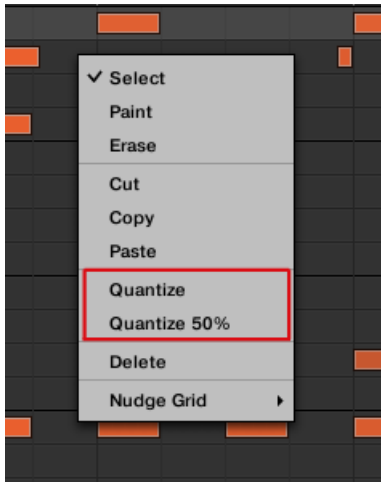 Select
Paint
Erase
Cut
Copy
Paste
Quantize
Quantize 50%
Delete
Nudge Grid